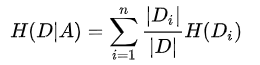 H(D|A) = \sum_{i=1}^{n} \frac{|D_i|}{|D|} H(D_i)